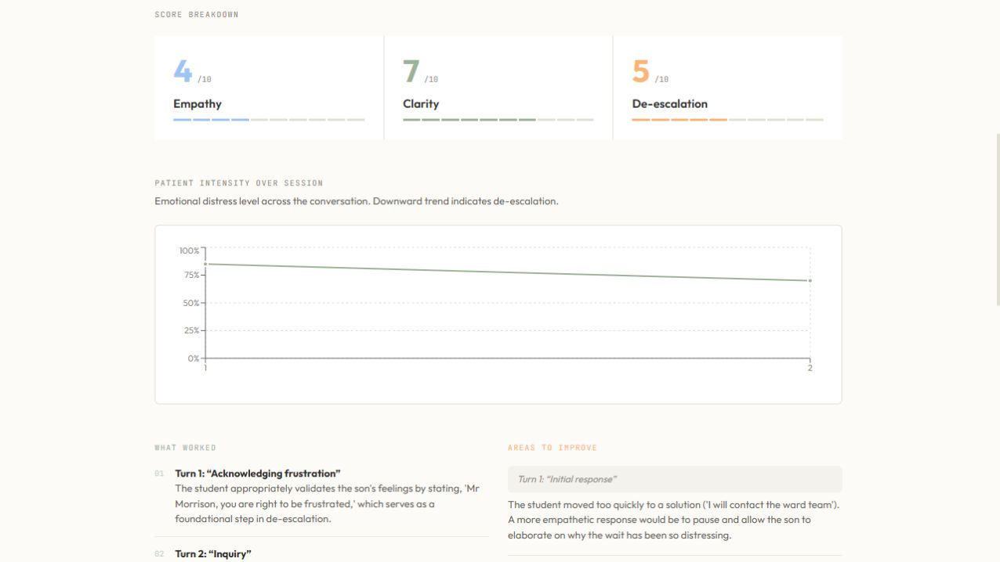 SCORE BREAKDOWN
4 /10
Empathy
7 /10
Clarity
5 /10
De-escalation
PATIENT INTENSITY OVER SESSION
Emotional distress level across the conversation. Downward trend indicates de-escalation.
100%
75%
50%
25%
0%
1
2
WHAT WORKED
01 Turn 1: “Acknowledging frustration”
The student appropriately validates the son's feelings by stating, 'Mr
Morrison, you are right to be frustrated,' which serves as a
foundational step in de-escalation.
02 Turn 2: “Inquiry”
AREAS TO IMPROVE
Turn 1: “Initial response”
The student moved too quickly to a solution ('I will contact the ward team').
A more empathetic response would be to pause and allow the son to
elaborate on why the wait has been so distressing.